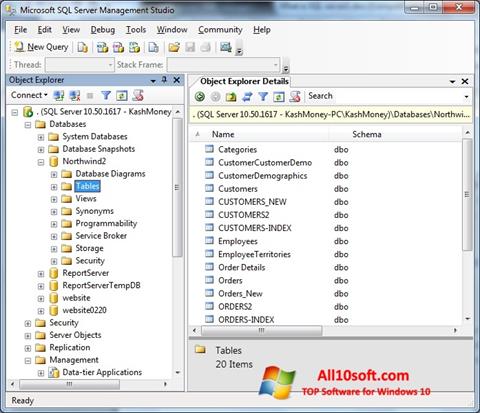 Microsoft SQL Server Management Studio
File Edit View Debug Tools Window Community Help
New Query
Thread: Stack Frame:
Object Explorer
Connect
. (SQL Server 10.50.1617 - KashMoney
Databases
System Databases
Database Snapshots
Northwind2
Database Diagrams
Tables
Views
Synonyms
Programmability
Service Broker
Storage
Security
ReportServer
ReportServerTempDB
website
website0220
Security
Server Objects
Replication
Management
Data-tier Applications
Object Explorer Details
Search
. (SQL Server 10.50.1617 - KashMoney-PC\KashMoney)\Databases\Northwi...
Name Schema
Categories dbo
CustomerCustomerDemo dbo
CustomerDemographics dbo
Customers dbo
CUSTOMERS_NEW dbo
CUSTOMERS2 dbo
CUSTOMERS-INDEX dbo
Employees dbo
EmployeeTerritories dbo
Order Details dbo
Orders dbo
Orders_New dbo
ORDERS2 dbo
ORDERS-INDEX dbo
Tables
20 Items
All10soft.com
TOP Software for Windows 10
Ready